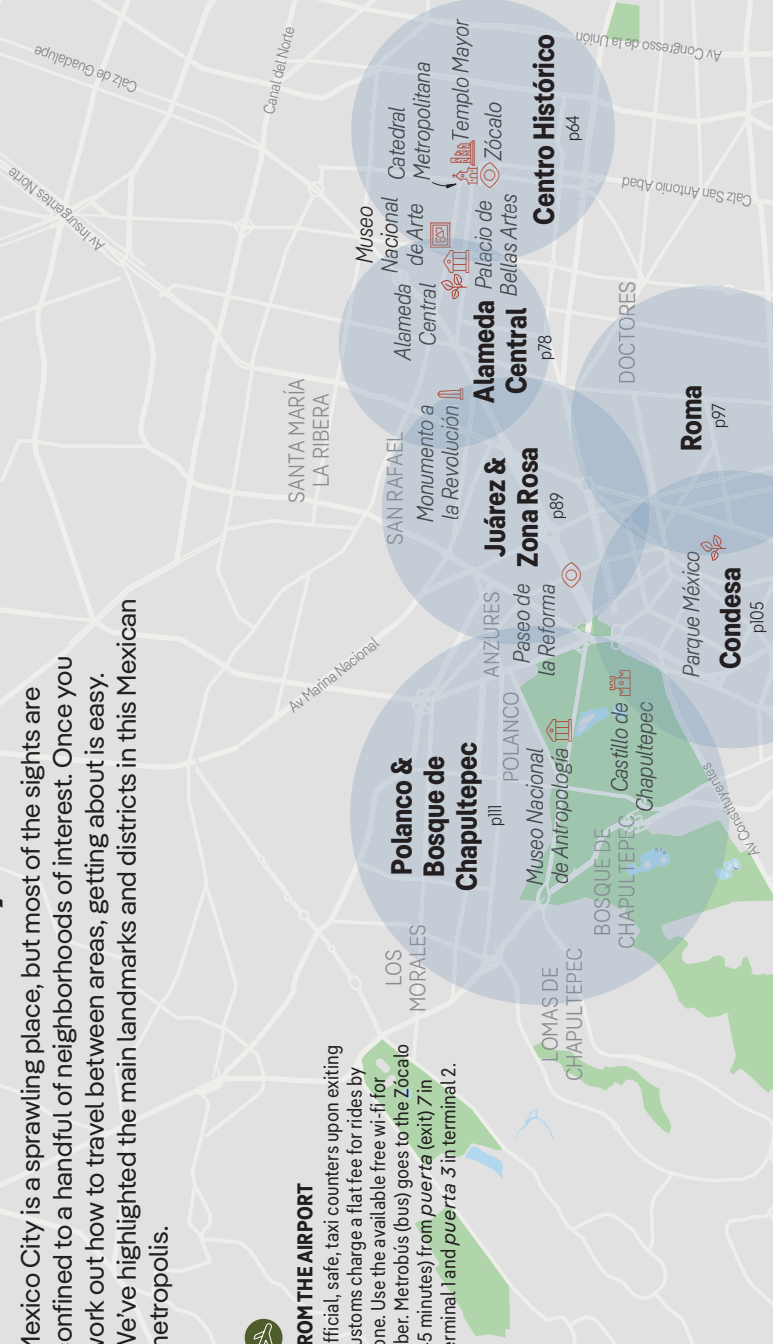 Mexico City is a sprawling place, but most of the sights are
onfined to a handful of neighborhoods of interest. Once you
work out how to travel between areas, getting about is easy.
We've highlighted the main landmarks and districts in this Mexican
metropolis.
ROM THE AIRPORT
fficial, safe, taxi counters upon exiting
ustoms charge a flat fee for rides by
one. Use the available free wi-fi for
ber. Metrobús (bus) goes to the Zócalo
5 minutes) from puerta (exit) 7 in
erminal 1 and puerta 3 in terminal 2.
LOS
MORALES
LOMAS DE
CHAPULTEPEC
Polanco &
Bosque de
Chapultepec
p111
POLANCO
Museo Nacional
de Antropología
BOSQUE DE
CHAPULTEPEC
Castillo de
Chapultepec
Av Constituyentes
Av Marina Nacional
ANZURES
Paseo de
la Reforma
Parque México
Condesa
p105
SANTA MARÍA
LA RIBERA
SAN RAFAEL
Monumento a
la Revolución
Juárez &
Zona Rosa
p89
Roma
p97
DOCTORES
Alameda
Central
Alameda
Central
p78
Museo
Nacional
de Arte
Palacio de
Bellas Artes
Catedral
Metropolitana
Templo Mayor
Zócalo
Centro Histórico
p64
Av Insurgentes Norte
Calz de Guadalupe
Canal del Norte
Calz San Antonio Abad
Av Congresso de la Unión